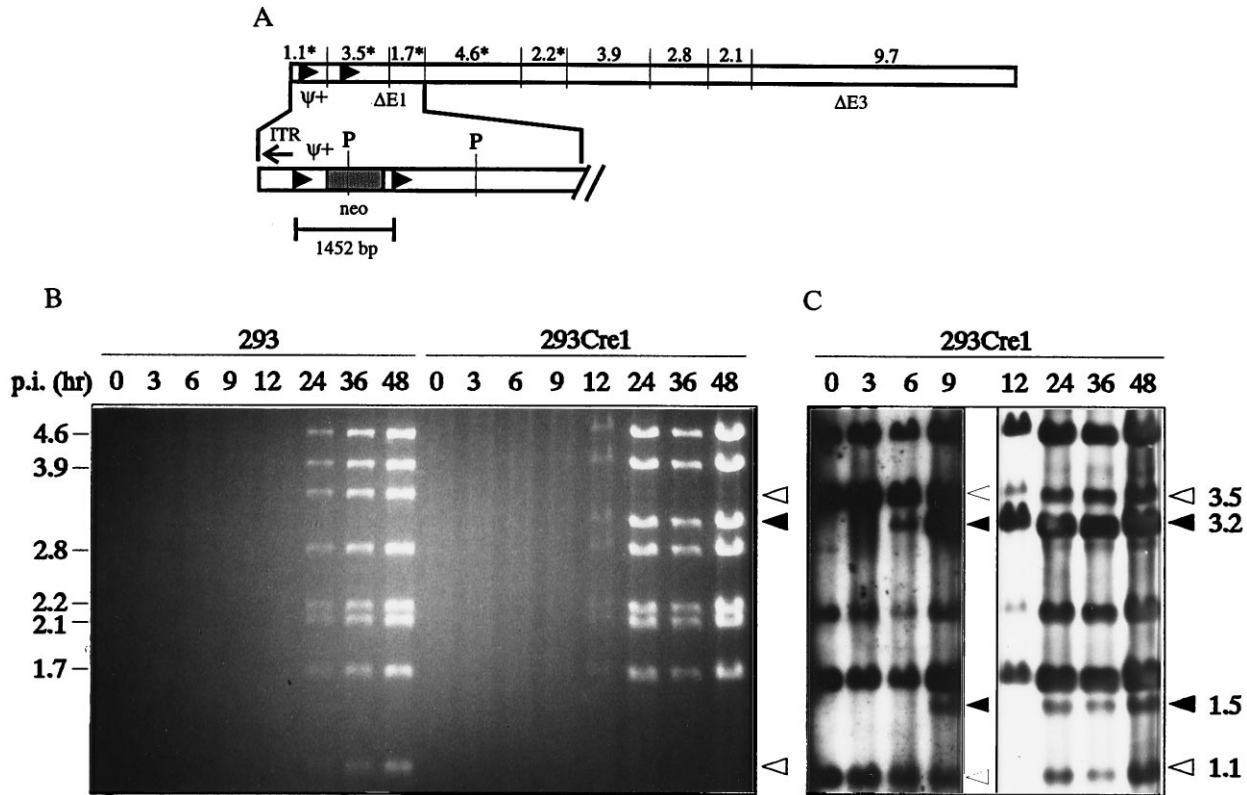 A
1.1* 3.5* 1.7* 4.6* 2.2* 3.9 2.8 2.1 9.7
ψ+ ΔE1 ΔE3
ITR ψ+ P P
neo
1452 bp
B
293 293Cre1
p.i. (hr) 0 3 6 9 12 24 36 48 0 3 6 9 12 24 36 48
4.6
3.9
2.8
2.2
2.1
1.7
C
293Cre1
0 3 6 9 12 24 36 48
3.5
3.2
1.5
1.1